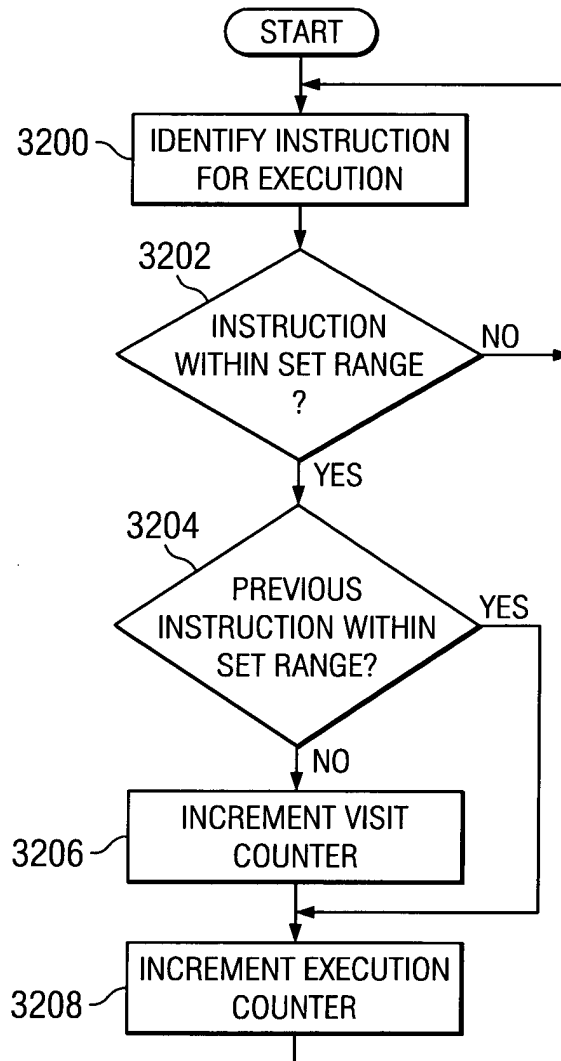 START
3200
IDENTIFY INSTRUCTION
FOR EXECUTION
3202
INSTRUCTION
WITHIN SET RANGE
?
NO
YES
3204
PREVIOUS
INSTRUCTION WITHIN
SET RANGE?
YES
NO
3206
INCREMENT VISIT
COUNTER
3208
INCREMENT EXECUTION
COUNTER